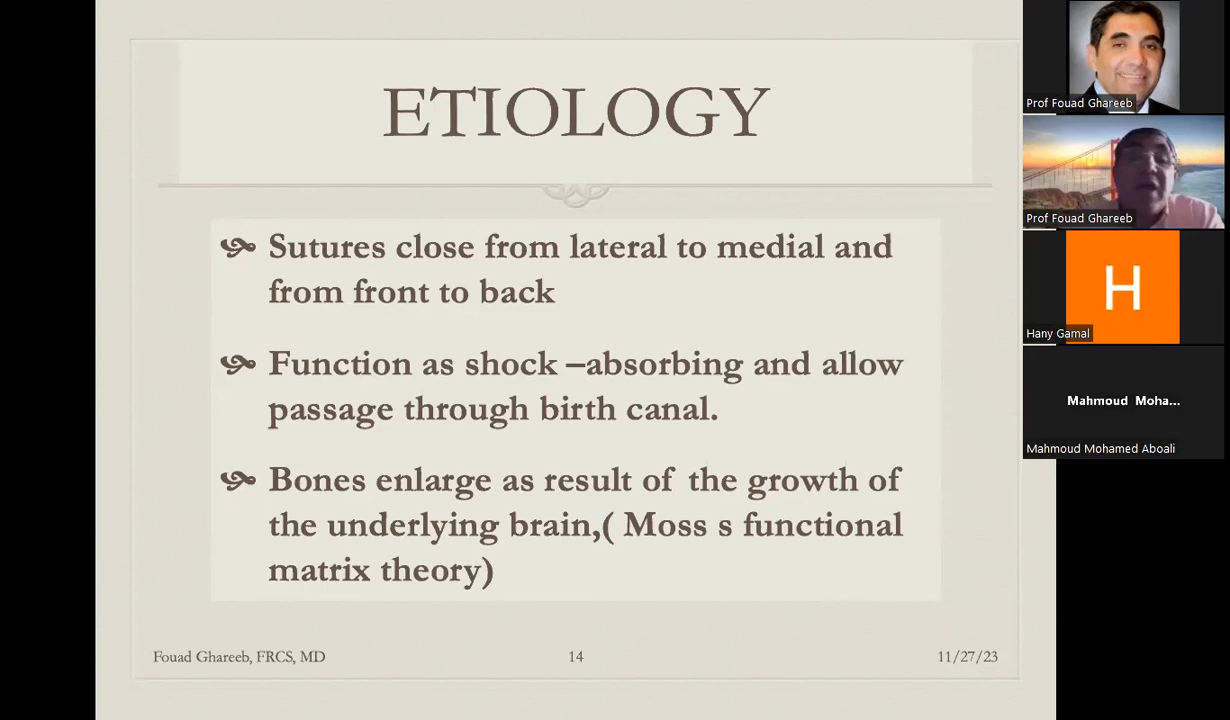 ETIOLOGY
Sutures close from lateral to medial and
from front to back
Function as shock –absorbing and allow
passage through birth canal.
Bones enlarge as result of the growth of
the underlying brain,( Moss s functional
matrix theory)
Fouad Ghareeb, FRCS, MD
14
11/27/23
Prof Fouad Ghareeb
Prof Fouad Ghareeb
H
Hany Gamal
Mahmoud Moha...
Mahmoud Mohamed Aboali